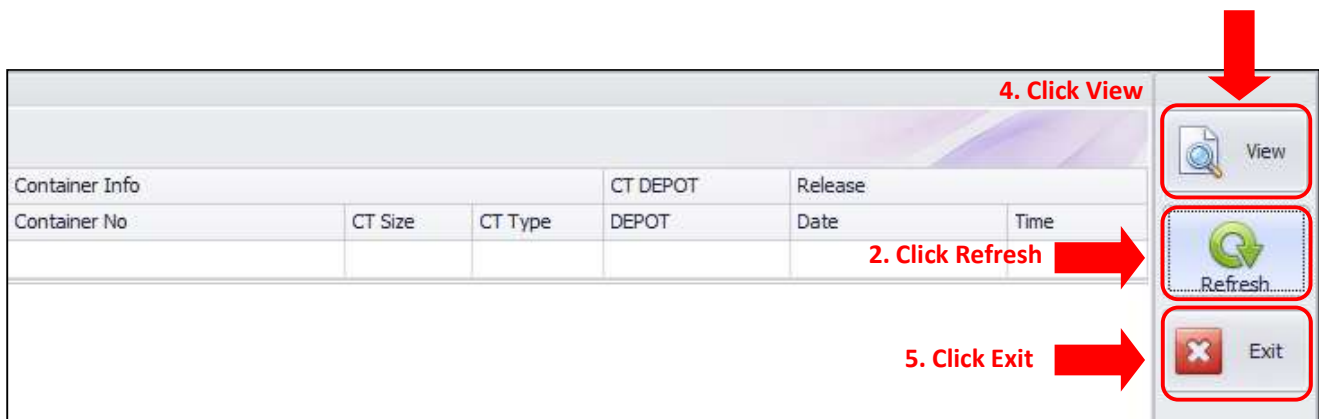 4. Click View
View
Container Info CT DEPOT Release
Container No CT Size CT Type DEPOT Date Time
2. Click Refresh
Refresh
5. Click Exit
Exit